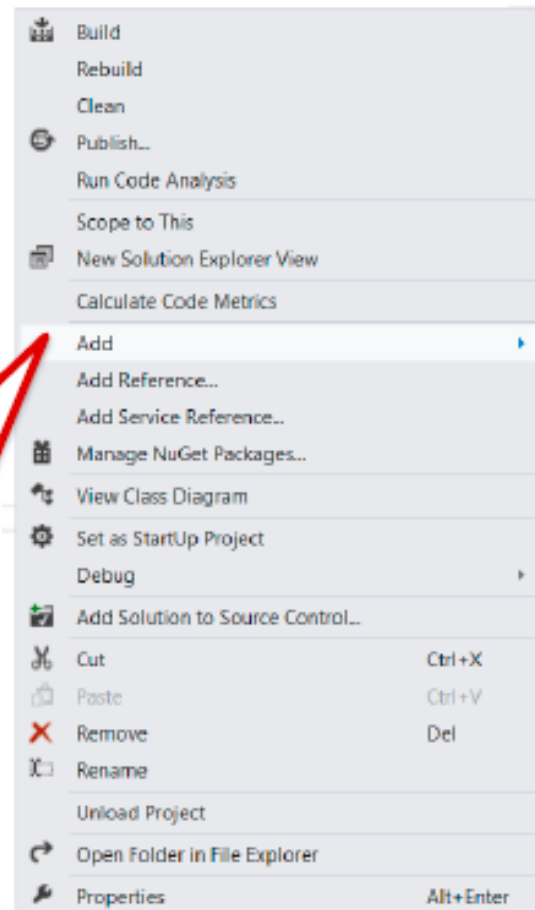 Build
Rebuild
Clean
Publish...
Run Code Analysis
Scope to This
New Solution Explorer View
Calculate Code Metrics
Add
Add Reference...
Add Service Reference...
Manage NuGet Packages...
View Class Diagram
Set as StartUp Project
Debug
Add Solution to Source Control...
Cut Ctrl+X
Paste Ctrl+V
Remove Del
Rename
Unload Project
Open Folder in File Explorer
Properties Alt+Enter